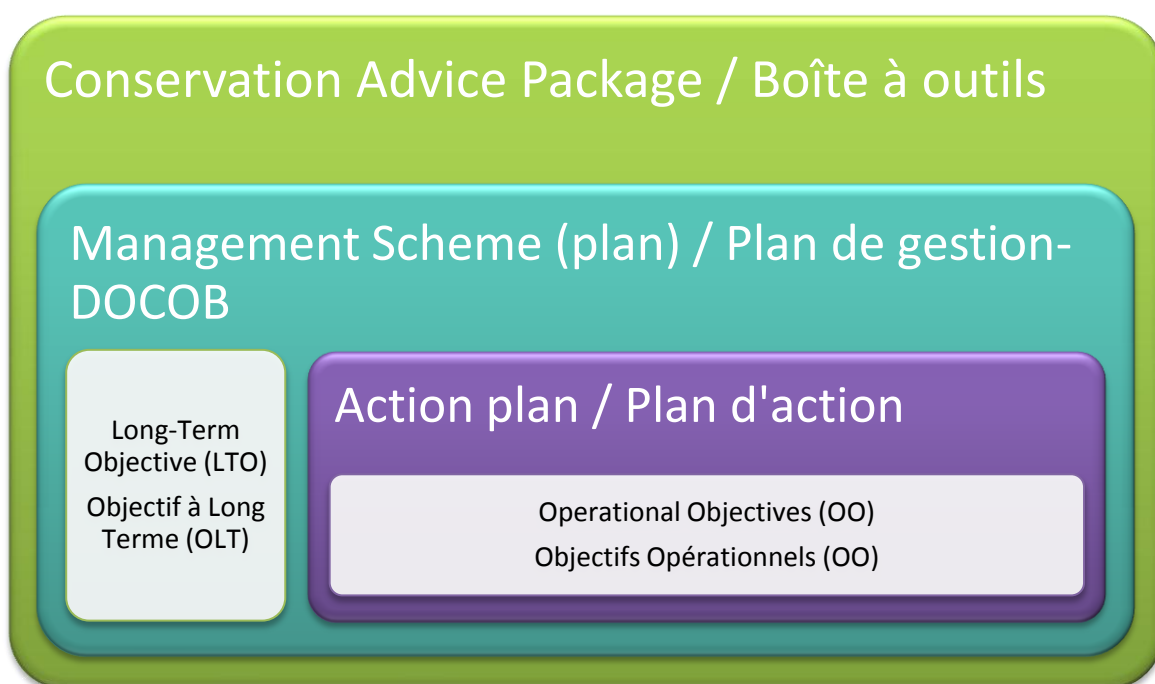 Conservation Advice Package / Boîte à outils
Management Scheme (plan) / Plan de gestion-
DOCOB
Long-Term
Objective (LTO)
Objectif à Long
Terme (OLT)
Action plan / Plan d'action
Operational Objectives (OO)
Objectifs Opérationnels (OO)